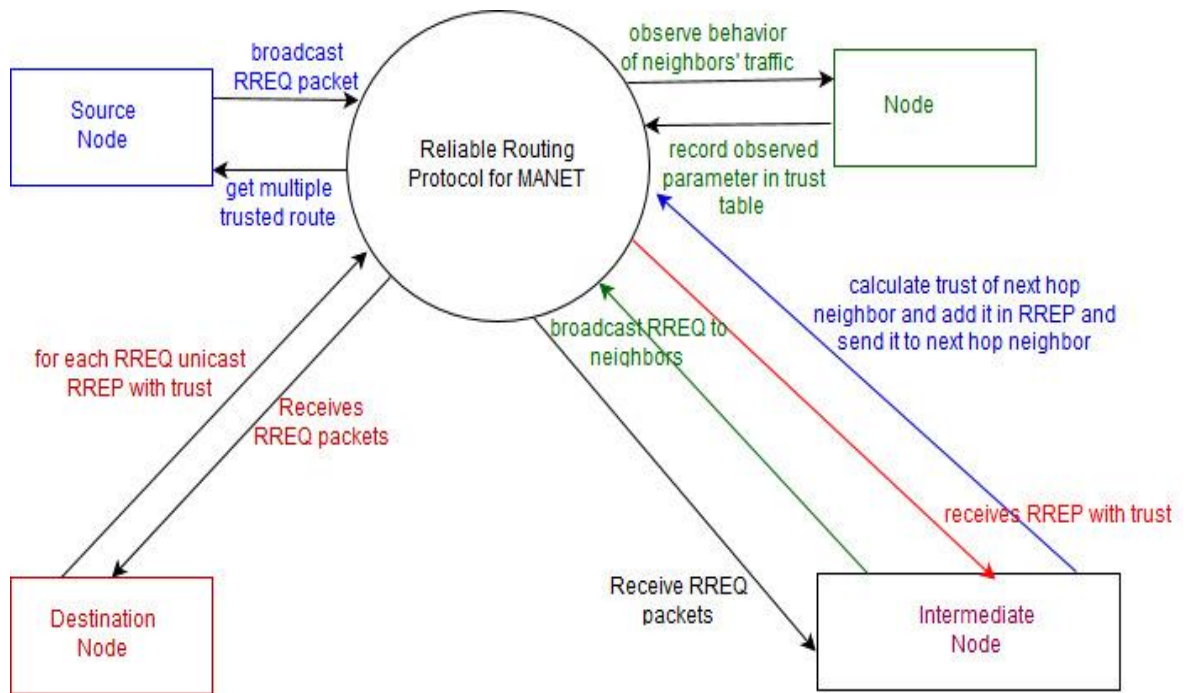 broadcast
RREQ packet
Source
Node
get multiple
trusted route
Reliable Routing
Protocol for MANET
observe behavior
of neighbors' traffic
Node
record observed
parameter in trust
table
calculate trust of next hop
neighbor and add it in RREP and
send it to next hop neighbor
broadcast RREQ to
neighbors
for each RREQ unicast
RREP with trust
Receives
RREQ packets
receives RREP with trust
Receive RREQ
packets
Destination
Node
Intermediate
Node